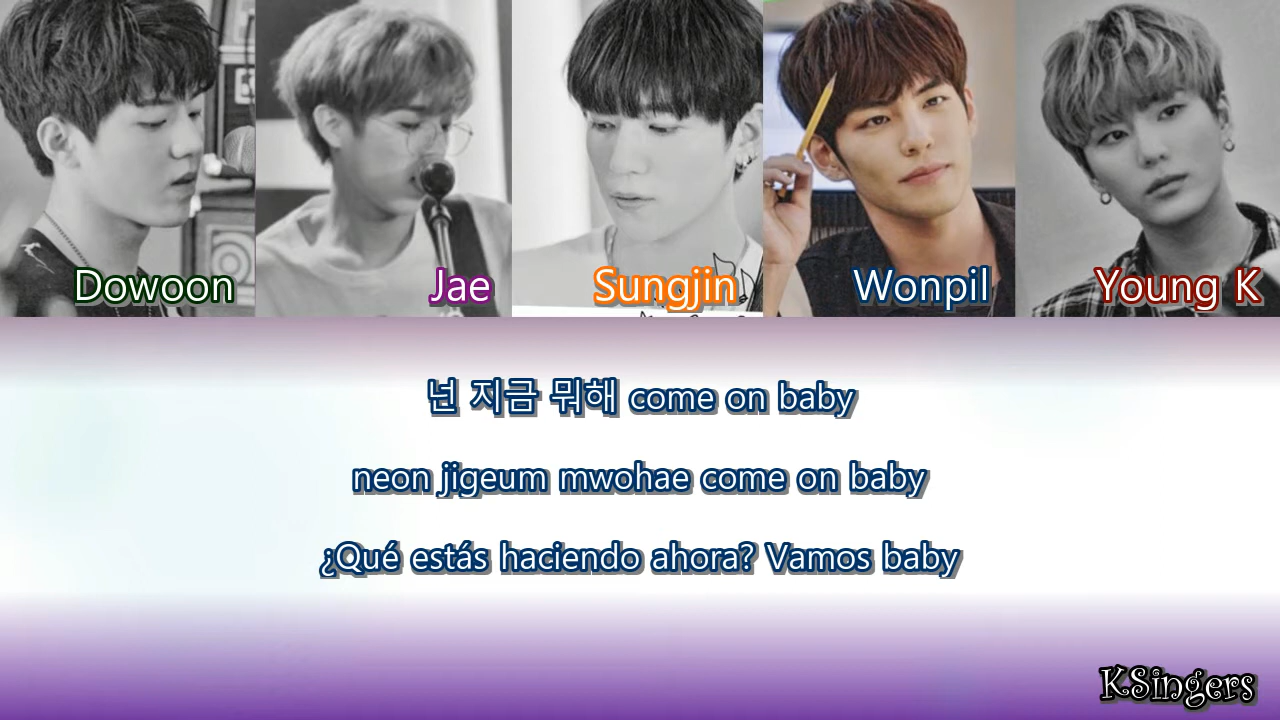 Dowoon Jae Sungjin Wonpil Young K
넌 지금 뭐해 come on baby
neon jigeum mwohae come on baby
¿Qué estás haciendo ahora? Vamos baby
KSingers